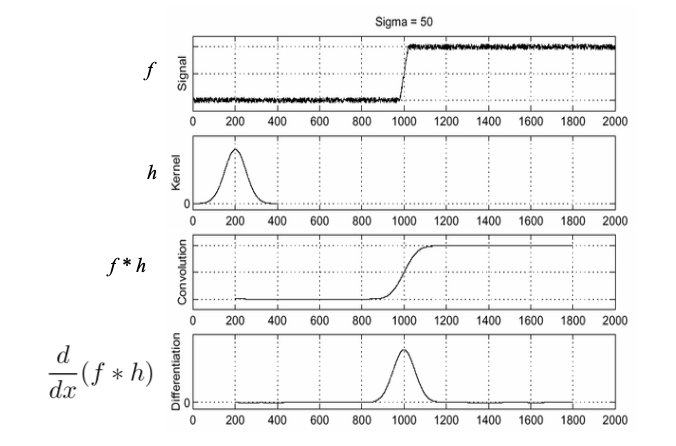 Sigma = 50
f
Signal
0 200 400 600 800 1000 1200 1400 1600 1800 2000
h
Kernel
0
0 200 400 600 800 1000 1200 1400 1600 1800 2000
f * h
Convolution
0 200 400 600 800 1000 1200 1400 1600 1800 2000
d/dx (f ∗ h)
Differentiation
0
0 200 400 600 800 1000 1200 1400 1600 1800 2000